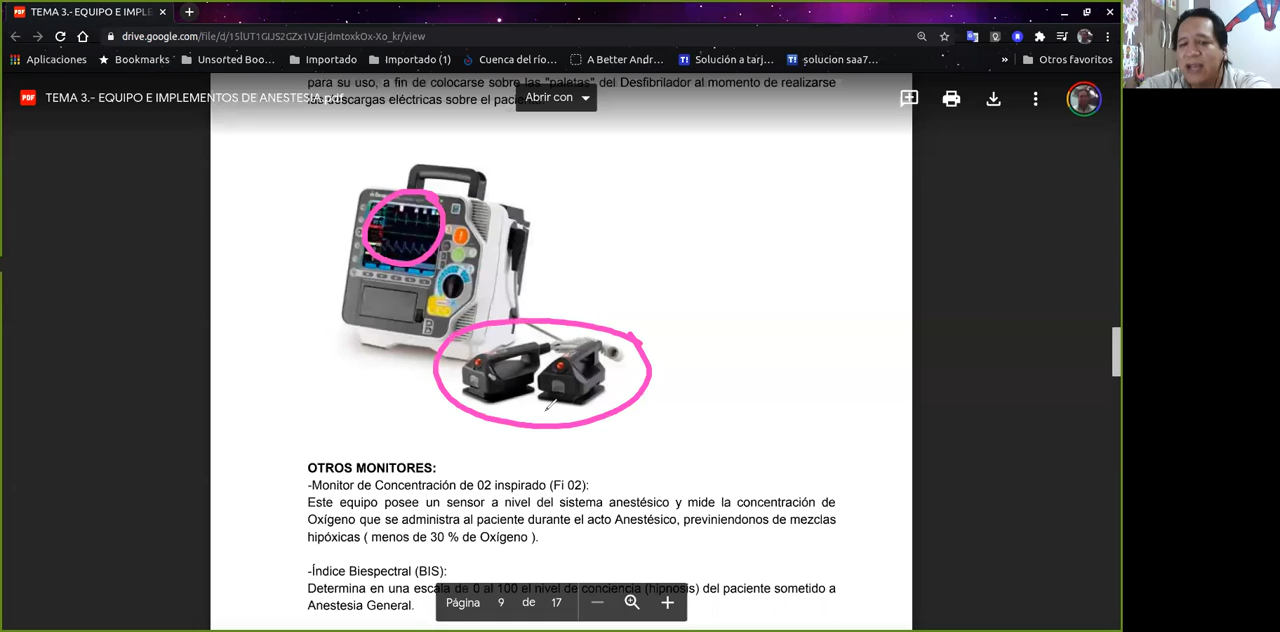 TEMA 3.- EQUIPO E IMPL
drive.google.com/file/d/15lUT1GIJS2GZx1VJEjdmtoxkOx-Xo_kr/view
Aplicaciones Bookmarks Unsorted Boo... Importado Importado (1) Cuenca del río... A Better Andr... Solución a tarj... solucion saa7... » Otros favoritos
para a su uso, a fin de colocarse sobre las "paletas" del Desfibrilador al momento de realizarse
descargas eléctricas sobre el
PDF TEMA 3.- EQUIPO E IMPLEMENTOS DE ANESTESIA.pdf Abrir con
OTROS MONITORES:
-Monitor de Concentración de 02 inspirado (Fi 02):
Este equipo posee un sensor a nivel del sistema anestésico y mide la concentración de
Oxígeno que se administra al paciente durante el acto Anestésico, previniendonos de mezclas
hipóxicas ( menos de 30 % de Oxígeno ).
-Índice Biespectral (BIS):
Determina en una escala de 0 al 100 el nivel de conciencia (hipnosis) del paciente sometido a
Anestesia General.
Página 9 de 17